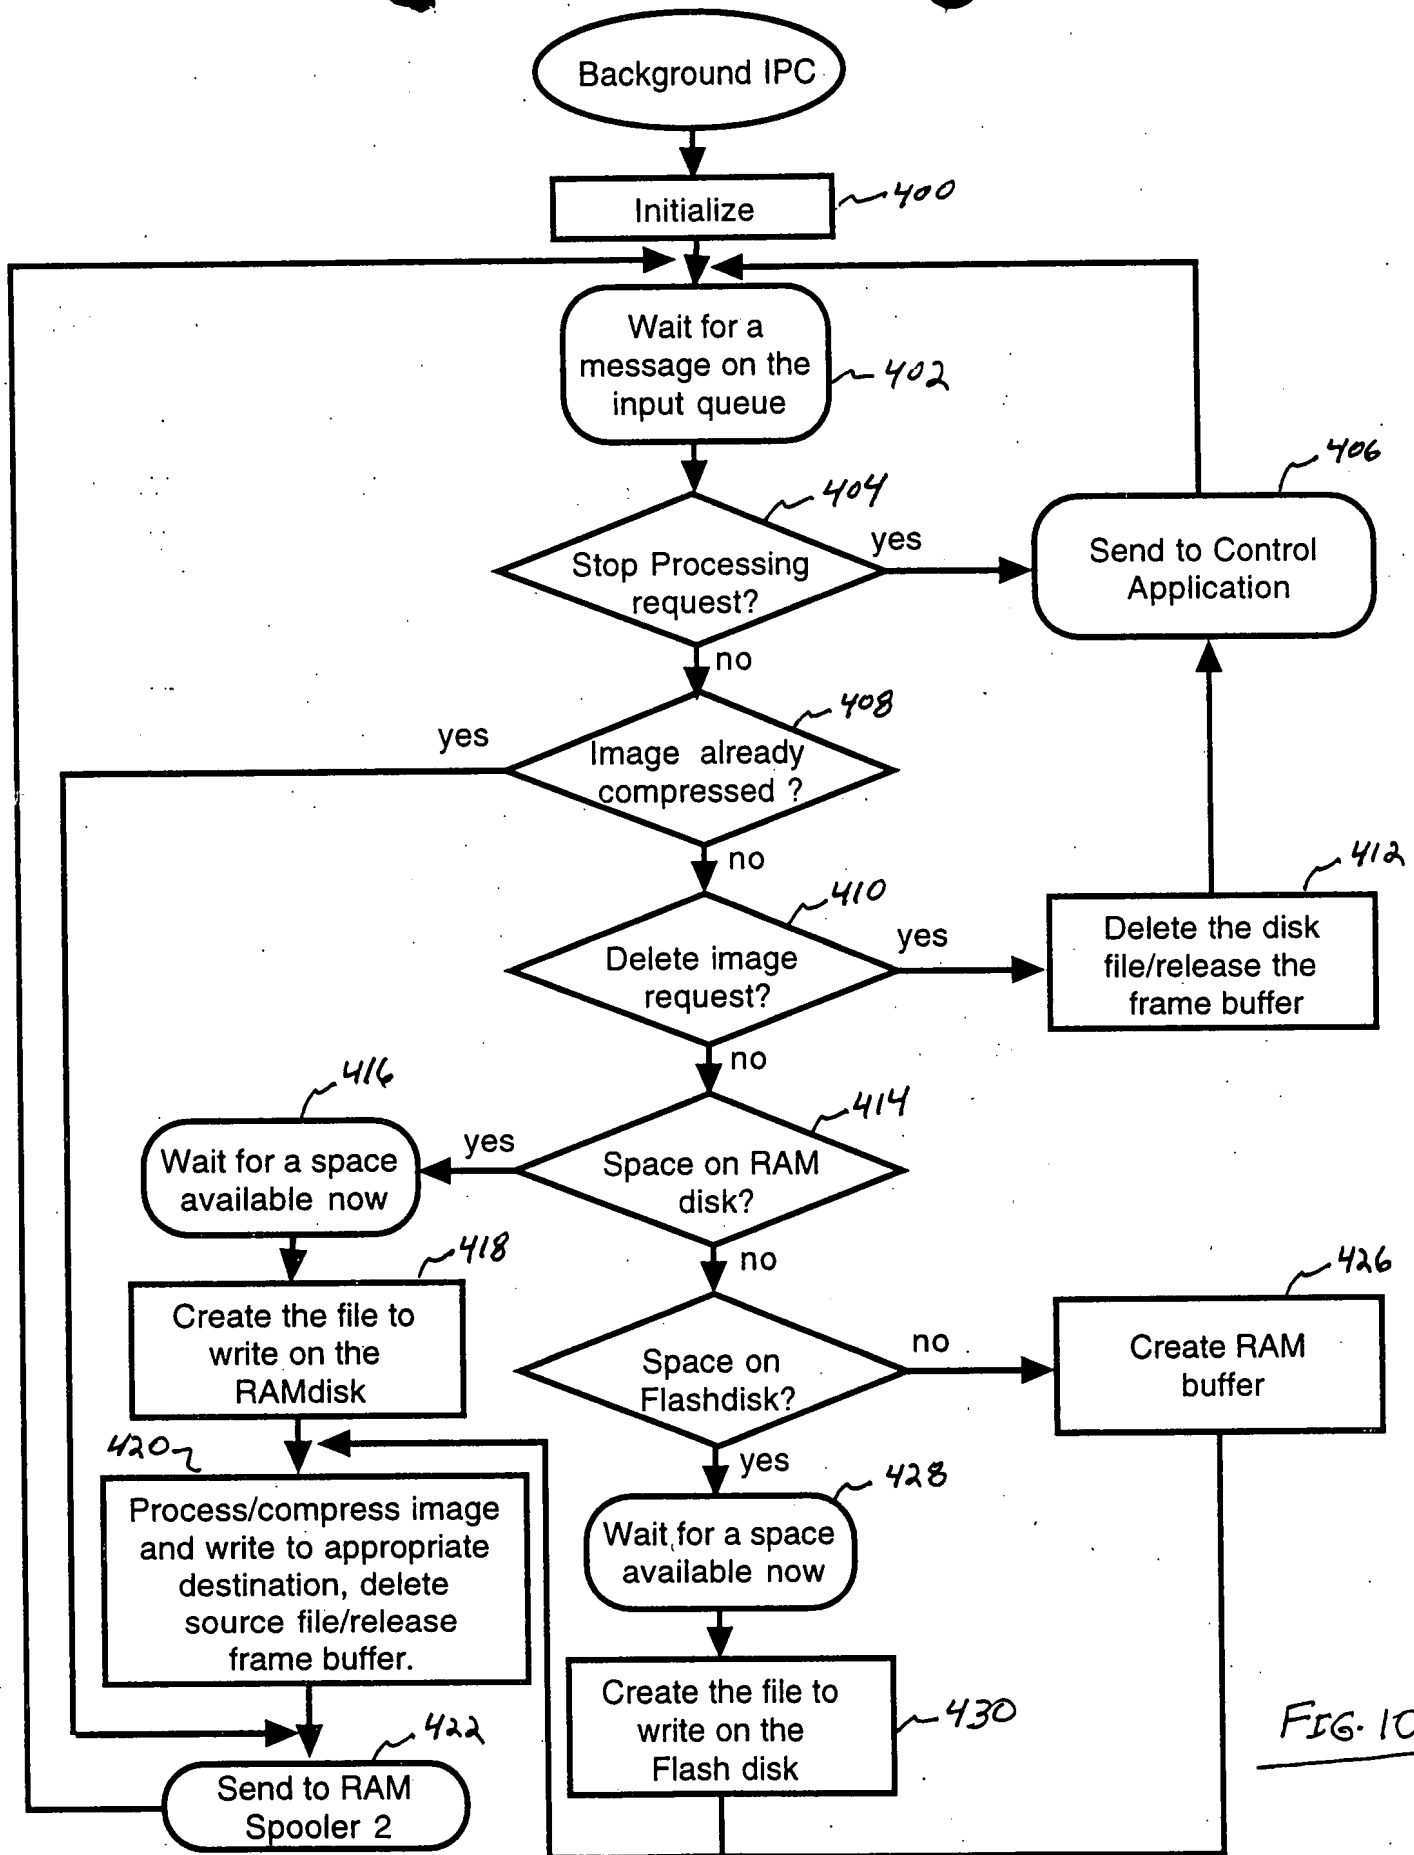 Background IPC
Initialize
400
Wait for a
message on the
input queue
402
404
406
Stop Processing
request?
yes
Send to Control
Application
no
408
yes
Image already
compressed ?
no
410
412
Delete image
request?
yes
Delete the disk
file/release the
frame buffer
no
416
414
Wait for a space
available now
yes
Space on RAM
disk?
418
no
426
Create the file to
write on the
RAMdisk
Space on
Flashdisk?
no
Create RAM
buffer
420
yes
428
Process/compress image
and write to appropriate
destination, delete
source file/release
frame buffer.
Wait for a space
available now
Create the file to
write on the
Flash disk
430
422
Send to RAM
Spooler 2
FIG. 10